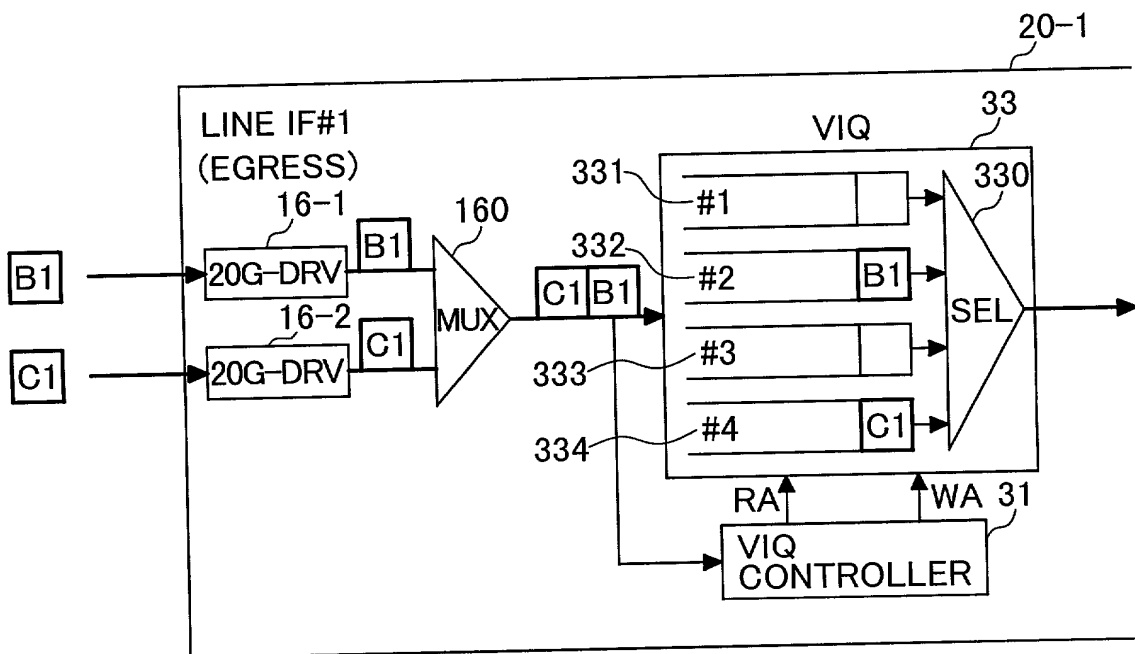 20-1
LINE IF#1
(EGRESS)
VIQ
33
331
330
16-1
160
#1
B1
20G-DRV
B1
332
#2
B1
16-2
MUX
C1
B1
SEL
C1
20G-DRV
C1
333
#3
334
#4
C1
RA
WA
31
VIQ
CONTROLLER